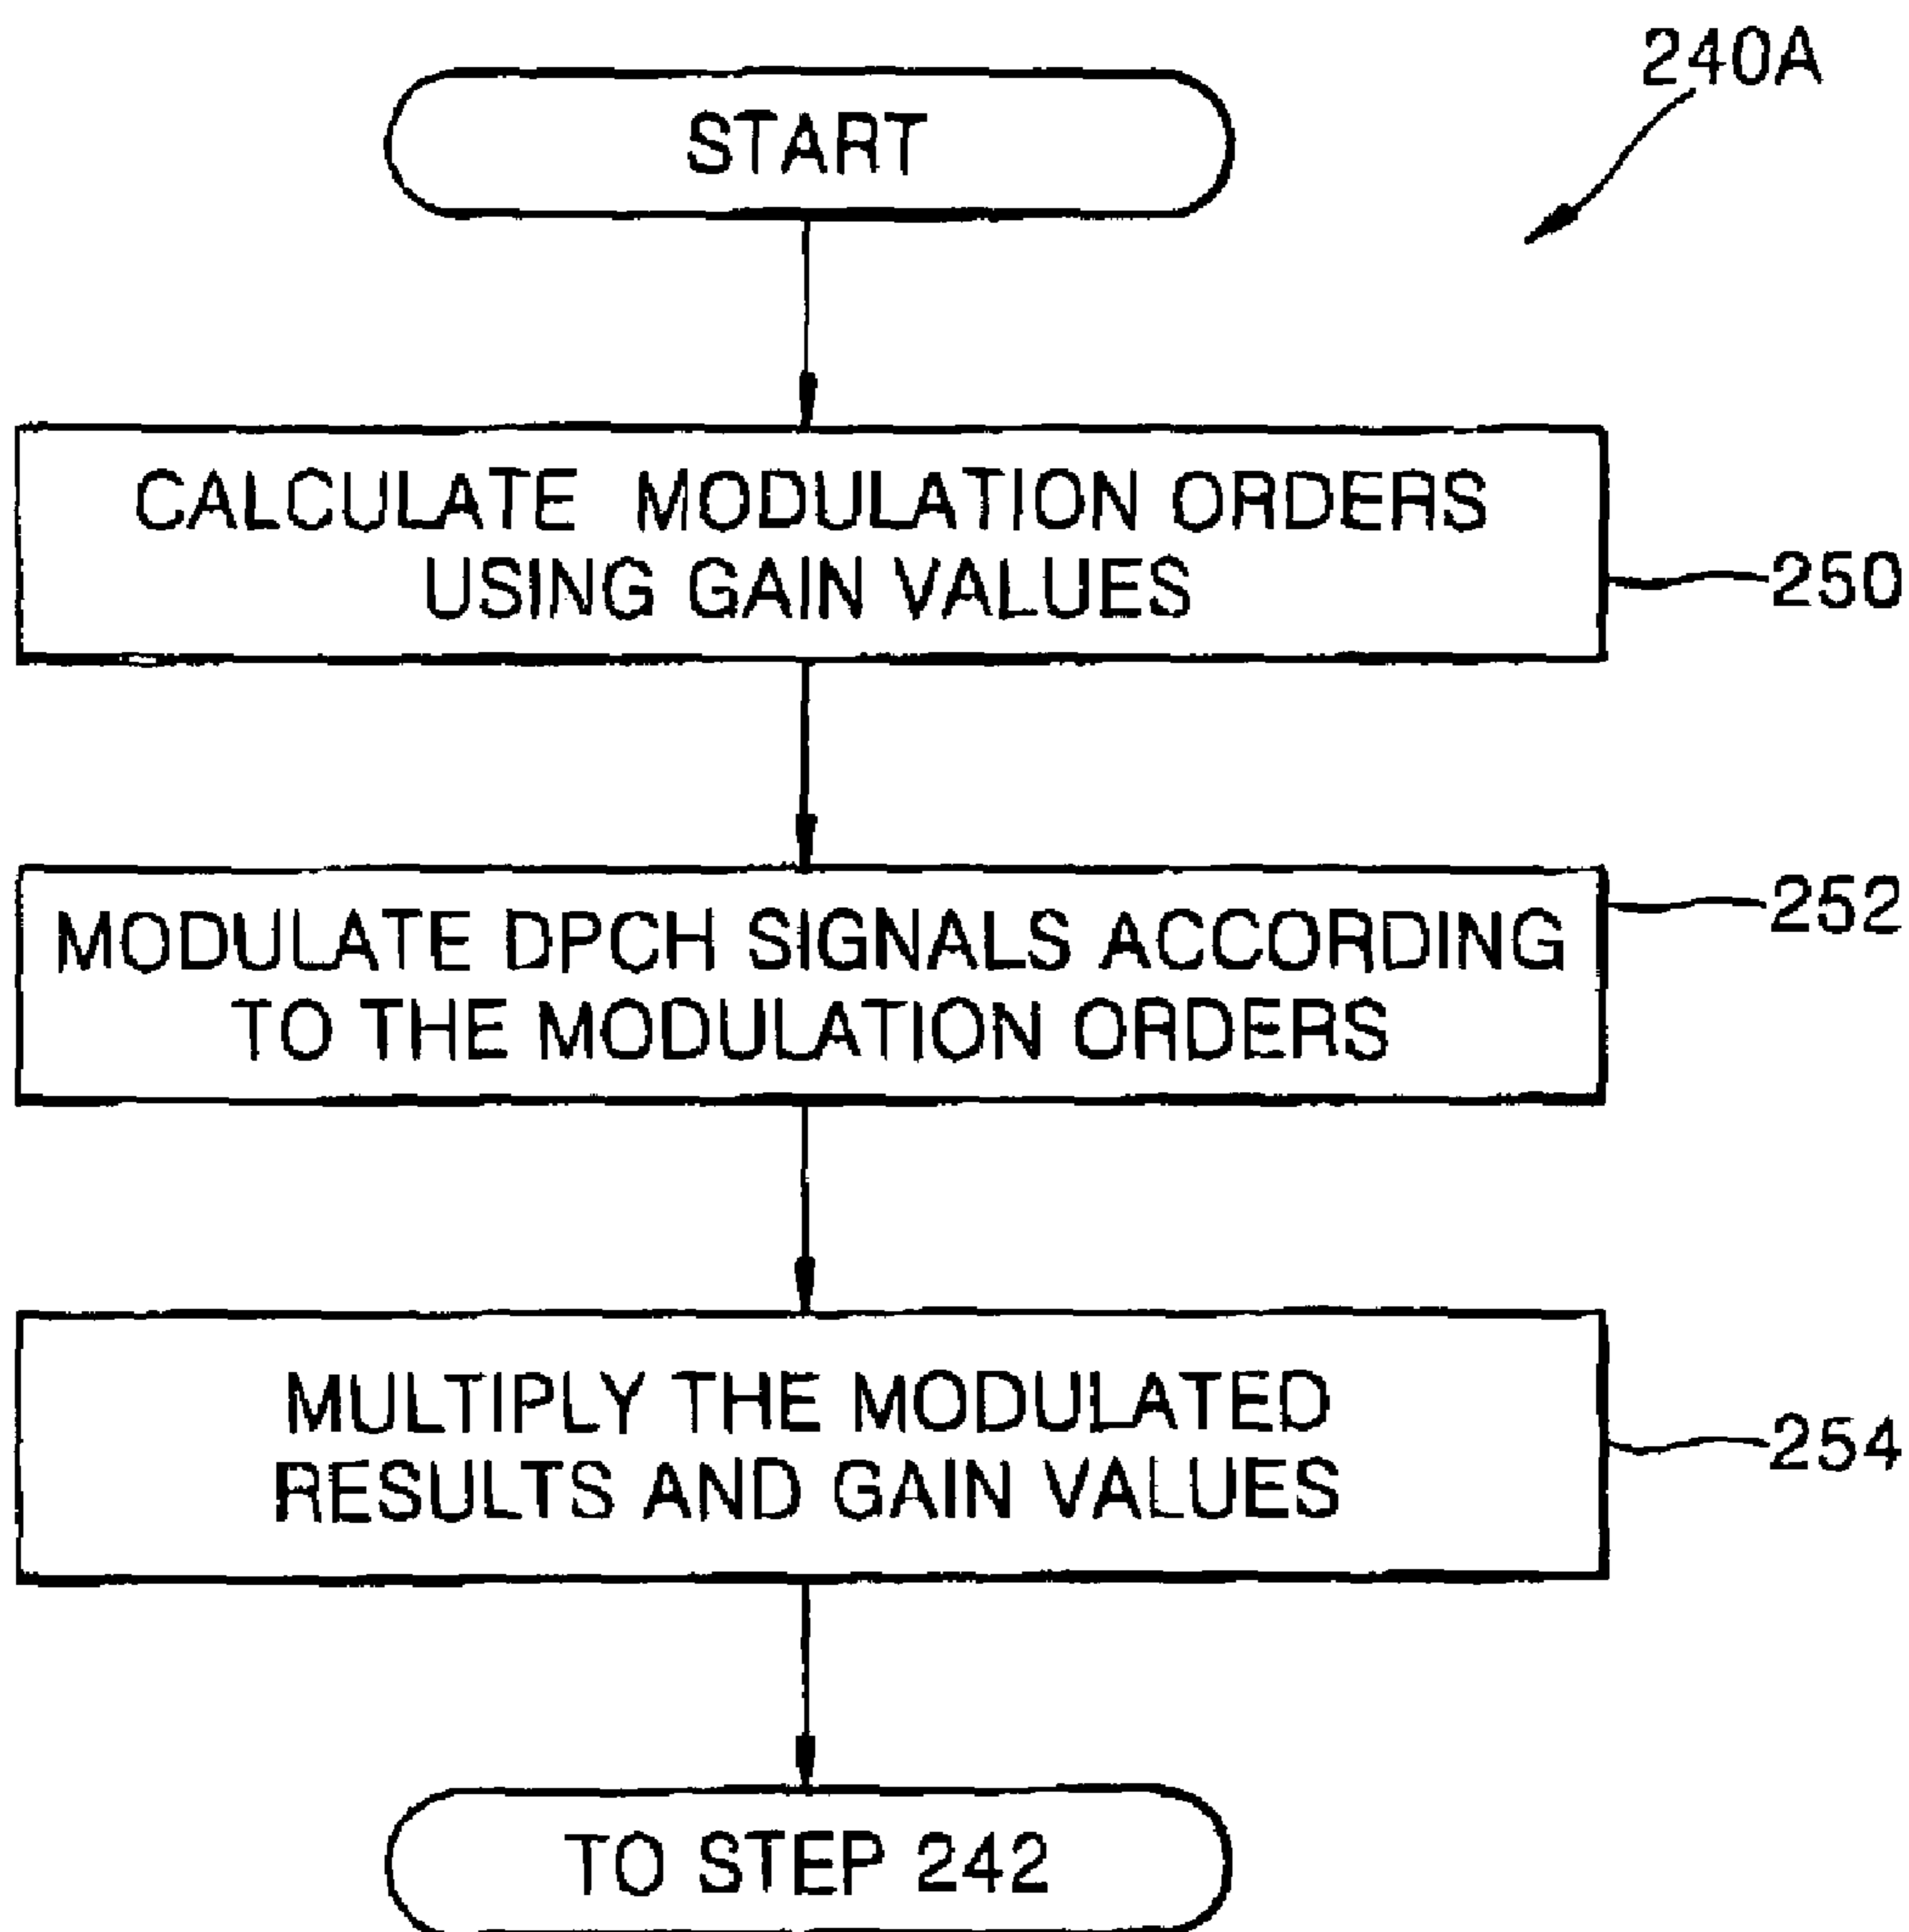 240A
START
CALCULATE MODULATION ORDERS
USING GAIN VALUES
250
MODULATE DPCH SIGNALS ACCORDING
TO THE MODULATION ORDERS
252
MULTIPLY THE MODULATED
RESULTS AND GAIN VALUES
254
TO STEP 242